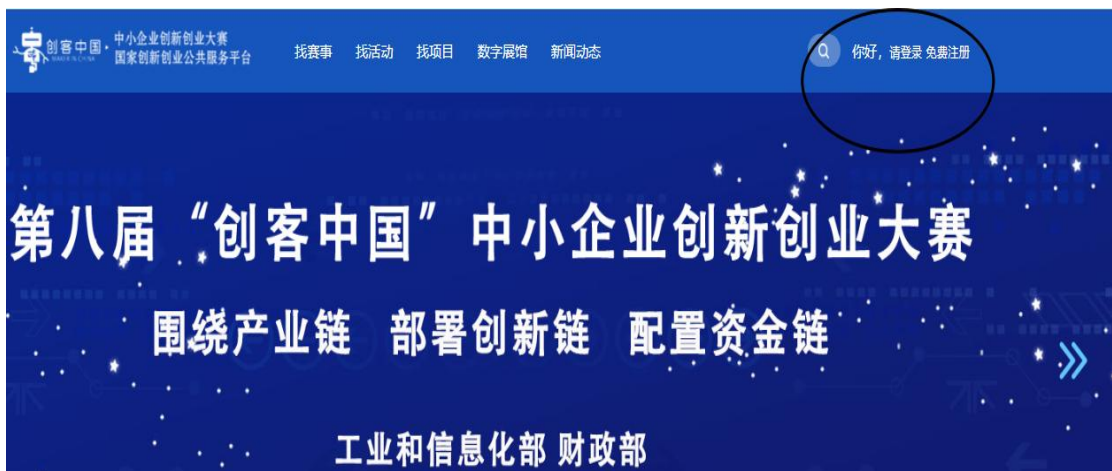 创客中国·
MAKER IN CHINA
中小企业创新创业大赛
国家创新创业公共服务平台
找赛事 找活动 找项目 数字展馆 新闻动态
你好，请登录 免费注册
第八届“创客中国”中小企业创新创业大赛
围绕产业链 部署创新链 配置资金链
工业和信息化部 财政部